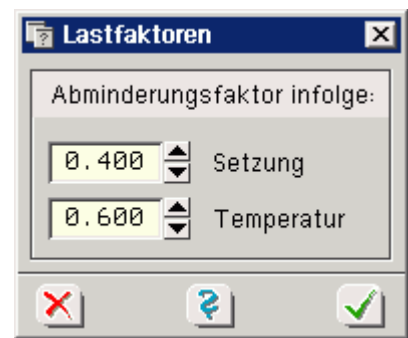 Lastfaktoren
Abminderungsfaktor infolge:
0.400 Setzung
0.600 Temperatur